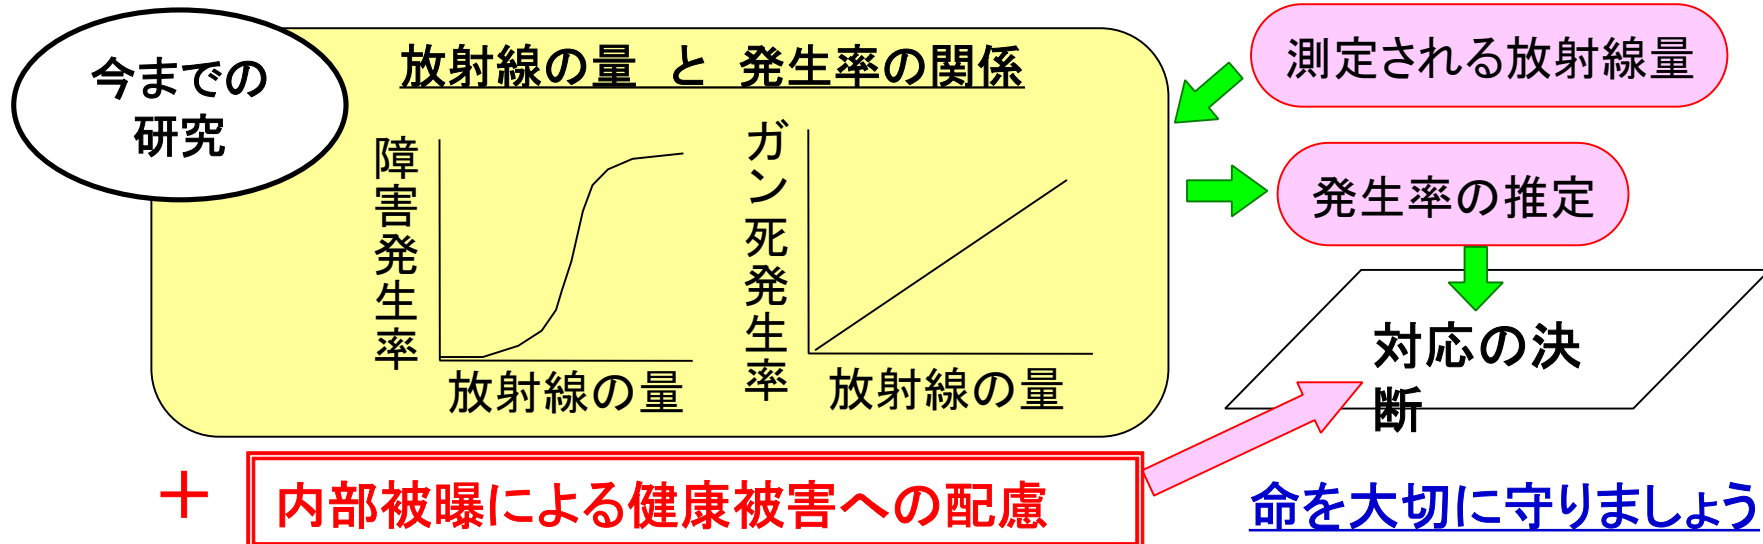 今までの
研究
放射線の量 と 発生率の関係
障害発生率
放射線の量
ガン死発生率
放射線の量
測定される放射線量
発生率の推定
対応の決
断
+
内部被曝による健康被害への配慮
命を大切に守りましょう